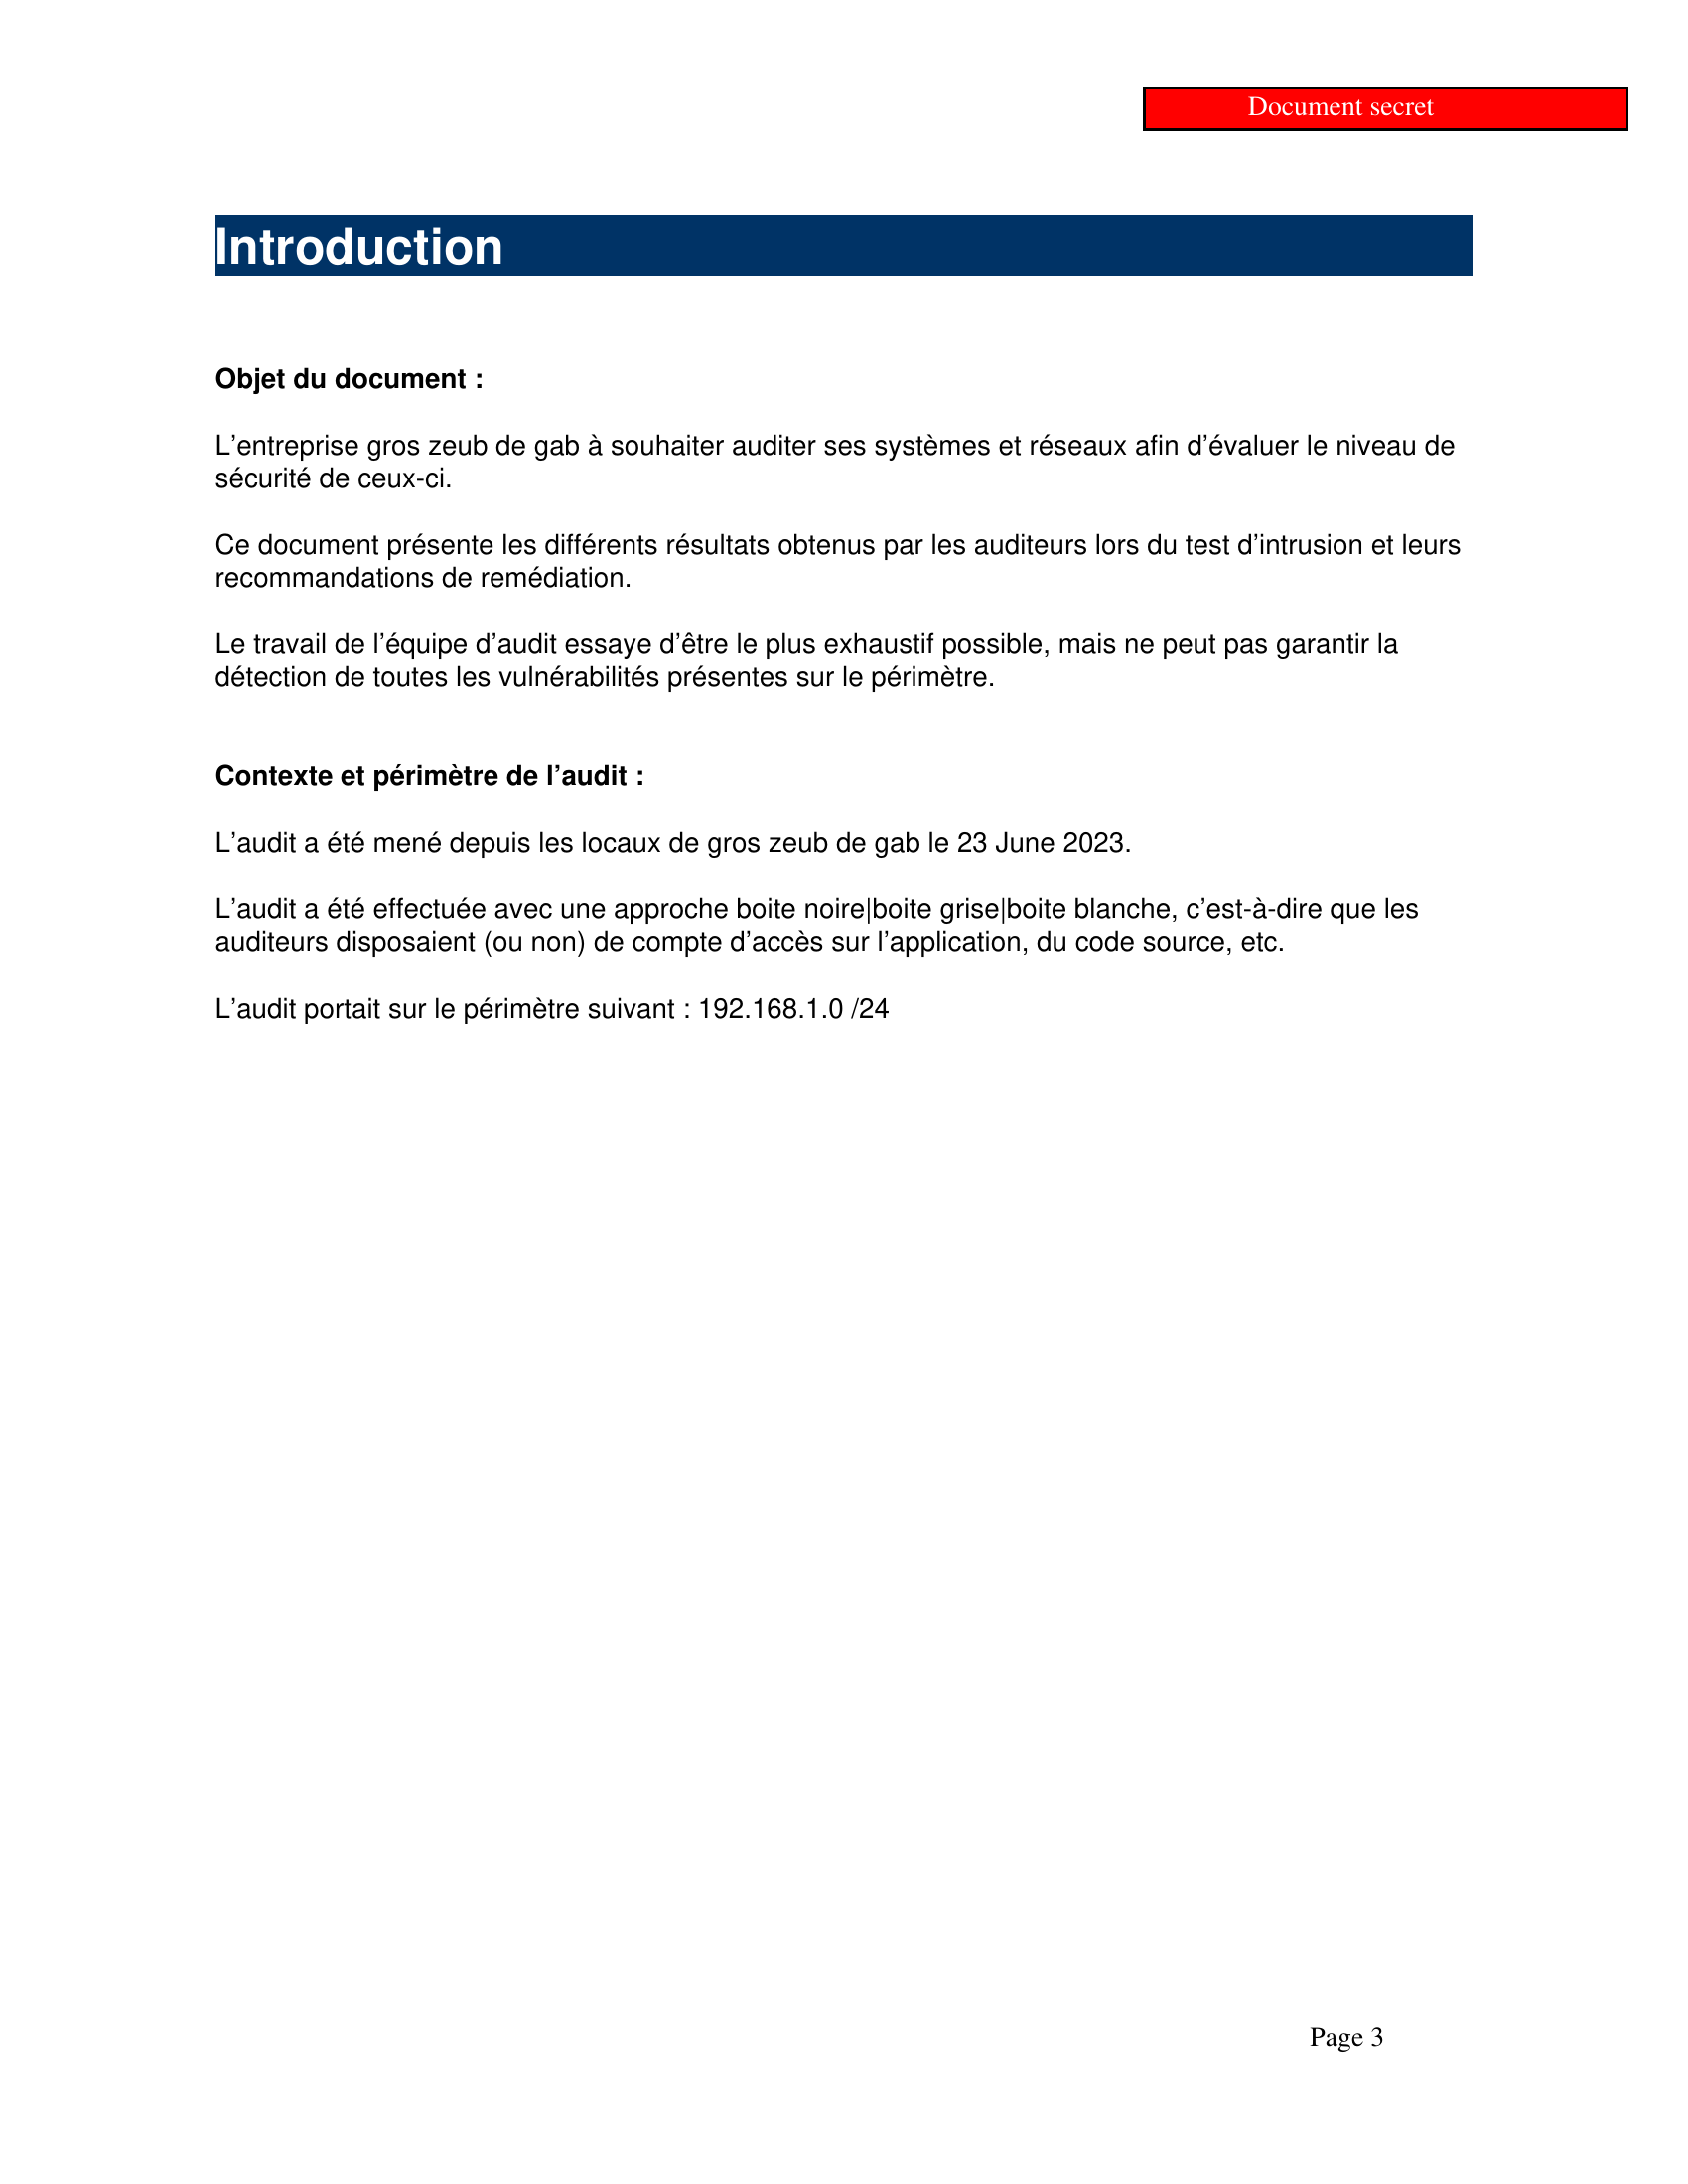 Document secret
Introduction
Objet du document :
L’entreprise gros zeub de gab à souhaiter auditer ses systèmes et réseaux afin d’évaluer le niveau de
sécurité de ceux-ci.
Ce document présente les différents résultats obtenus par les auditeurs lors du test d’intrusion et leurs
recommandations de remédiation.
Le travail de l’équipe d’audit essaye d’être le plus exhaustif possible, mais ne peut pas garantir la
détection de toutes les vulnérabilités présentes sur le périmètre.
Contexte et périmètre de l’audit :
L’audit a été mené depuis les locaux de gros zeub de gab le 23 June 2023.
L’audit a été effectuée avec une approche boite noire|boite grise|boite blanche, c’est-à-dire que les
auditeurs disposaient (ou non) de compte d’accès sur l’application, du code source, etc.
L’audit portait sur le périmètre suivant : 192.168.1.0 /24
Page 3